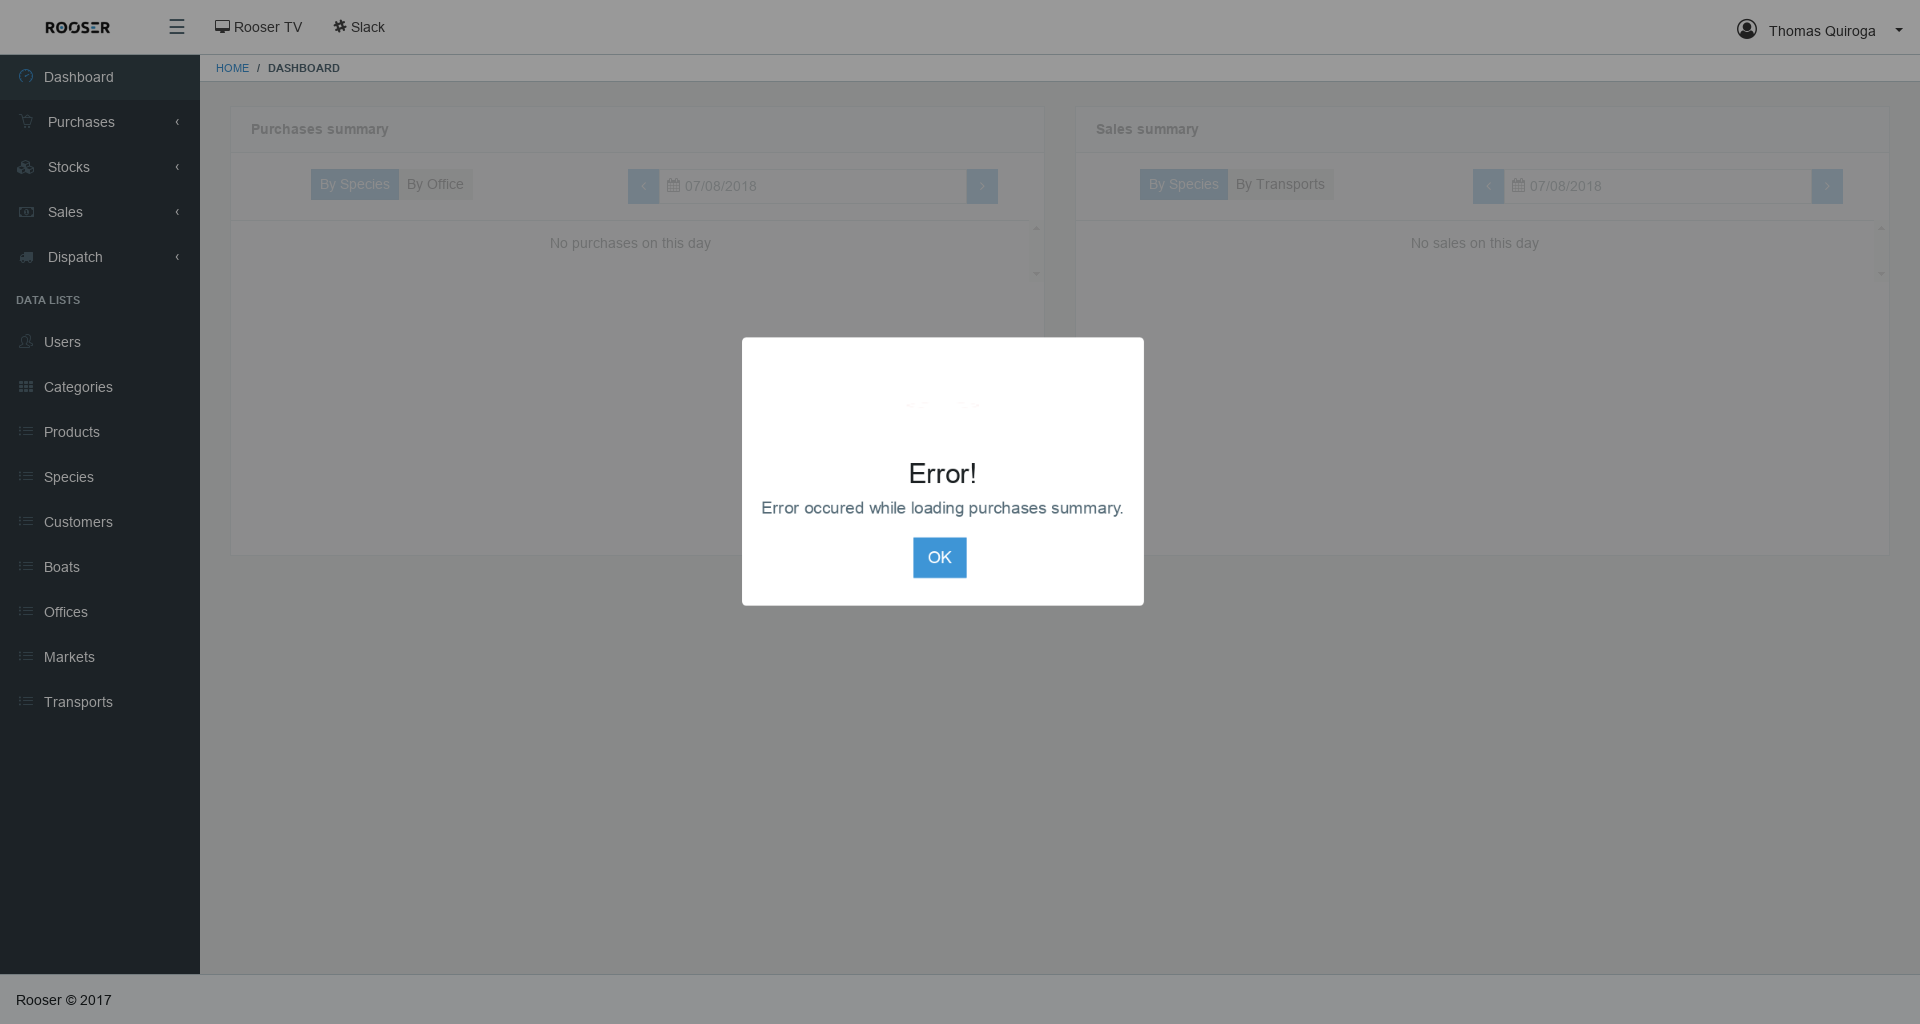 ROOSER
Rooser TV
Slack
Thomas Quiroga
HOME / DASHBOARD
Dashboard
Purchases
Stocks
Sales
Dispatch
DATA LISTS
Users
Categories
Products
Species
Customers
Boats
Offices
Markets
Transports
Purchases summary
By Species By Office
07/08/2018
No purchases on this day
Sales summary
By Species By Transports
07/08/2018
No sales on this day
Error!
Error occured while loading purchases summary.
OK
Rooser © 2017